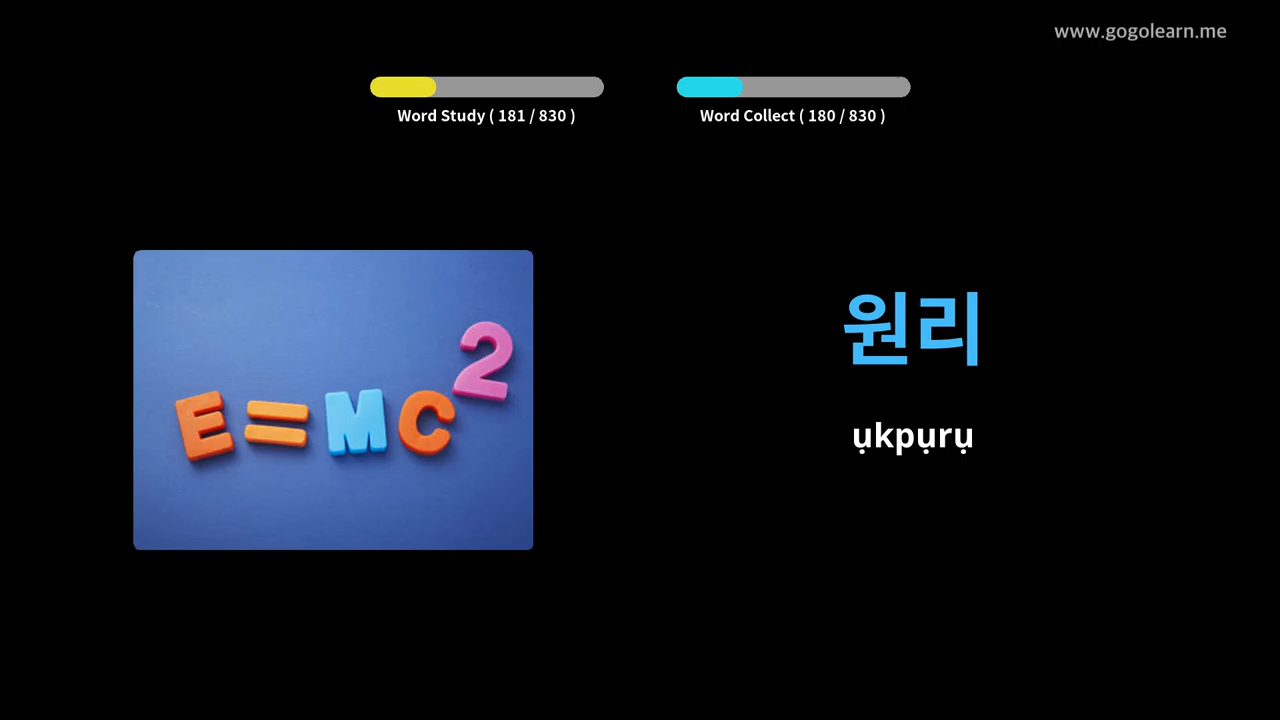 www.gogolearn.me
Word Study ( 181 / 830 )
Word Collect ( 180 / 830 )
E=MC²
원리
ụkpụrụ